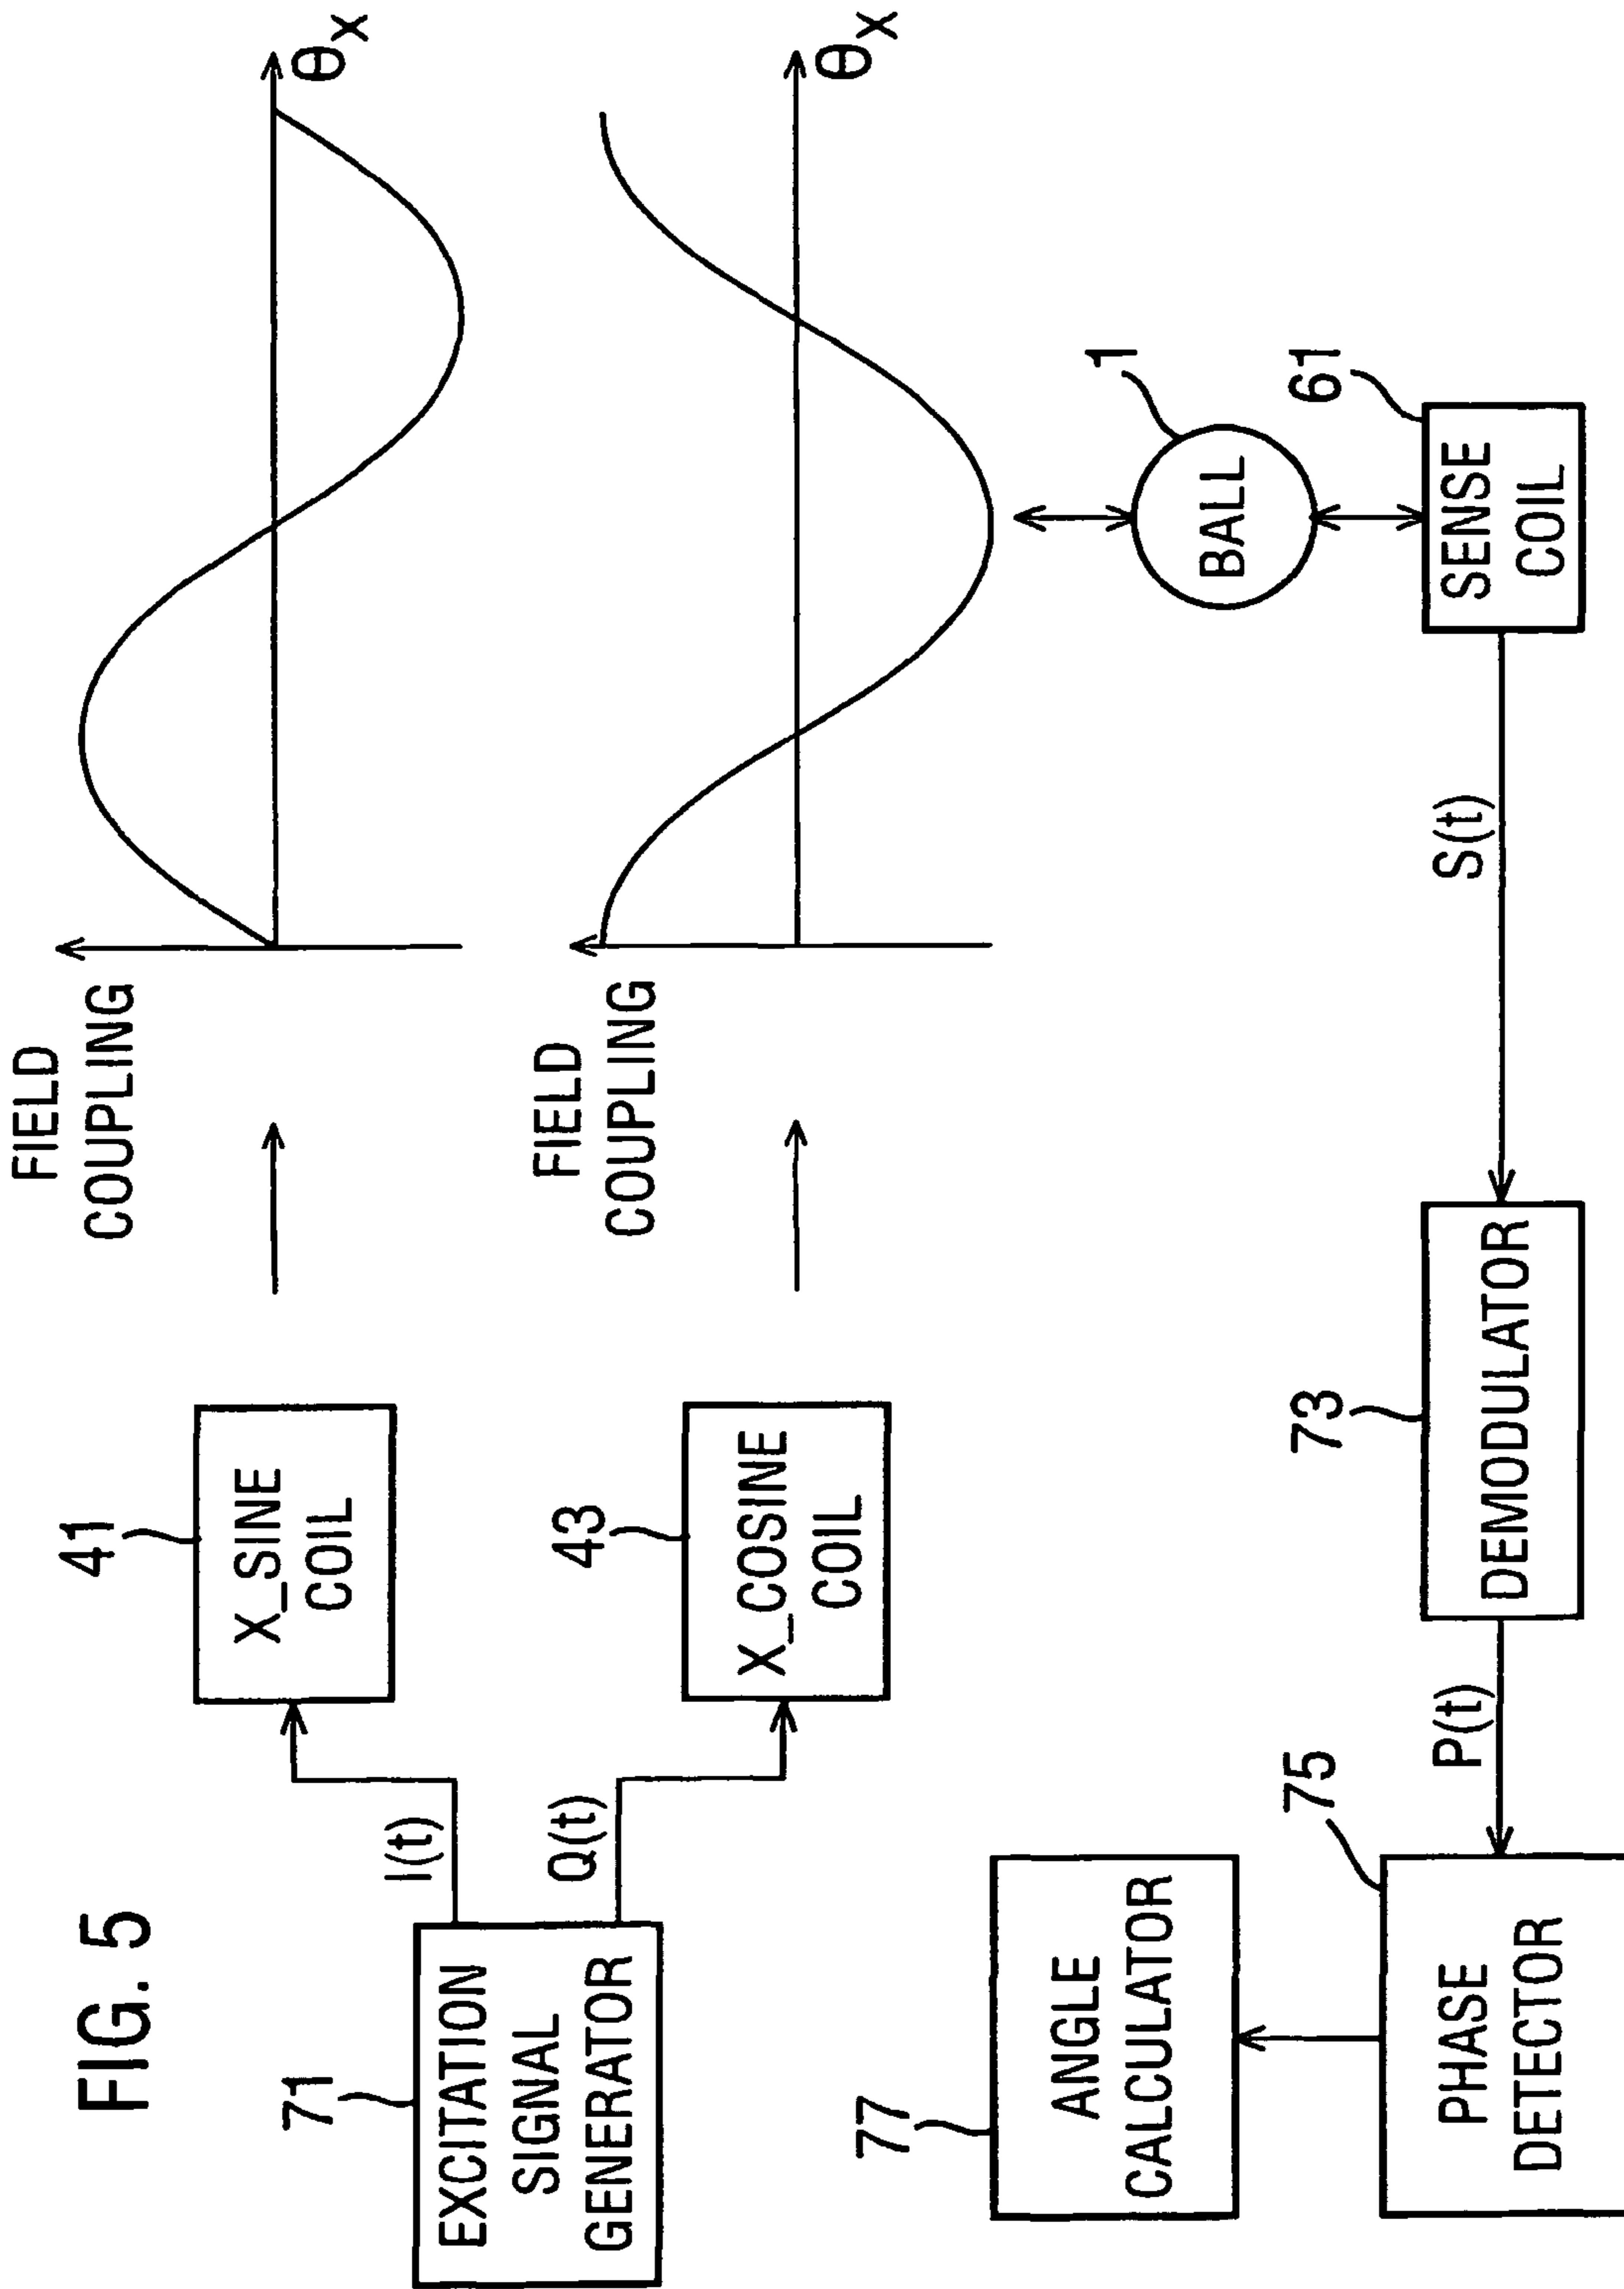 FIG. 5
71
EXCITATION
SIGNAL
GENERATOR
I(t)
Q(t)
41
X_SINE
COIL
43
X_COSINE
COIL
FIELD
COUPLING
θx
FIELD
COUPLING
θx
1
BALL
61
SENSE
COIL
S(t)
73
DEMODULATOR
P(t)
75
PHASE
DETECTOR
77
ANGLE
CALCULATOR